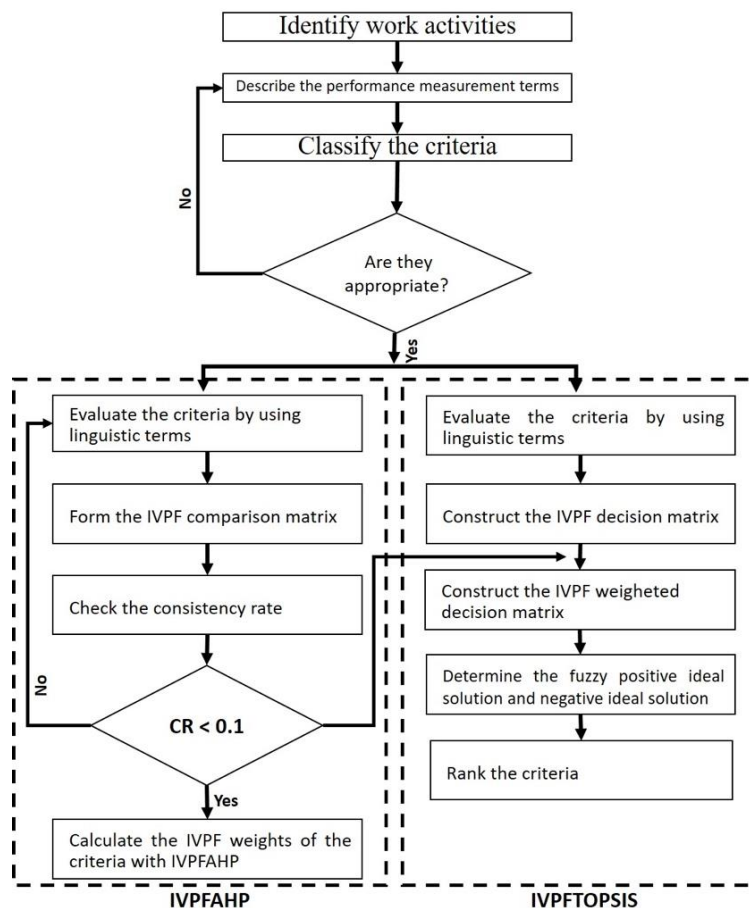 Identify work activities
Describe the performance measurement terms
Classify the criteria
No
Are they
appropriate?
Yes
Evaluate the criteria by using
linguistic terms
Form the IVPF comparison matrix
Check the consistency rate
No
CR < 0.1
Yes
Calculate the IVPF weights of the
criteria with IVPFAHP
IVPFAHP
Evaluate the criteria by using
linguistic terms
Construct the IVPF decision matrix
Construct the IVPF weigheted
decision matrix
Determine the fuzzy positive ideal
solution and negative ideal solution
Rank the criteria
IVPFTOPSIS